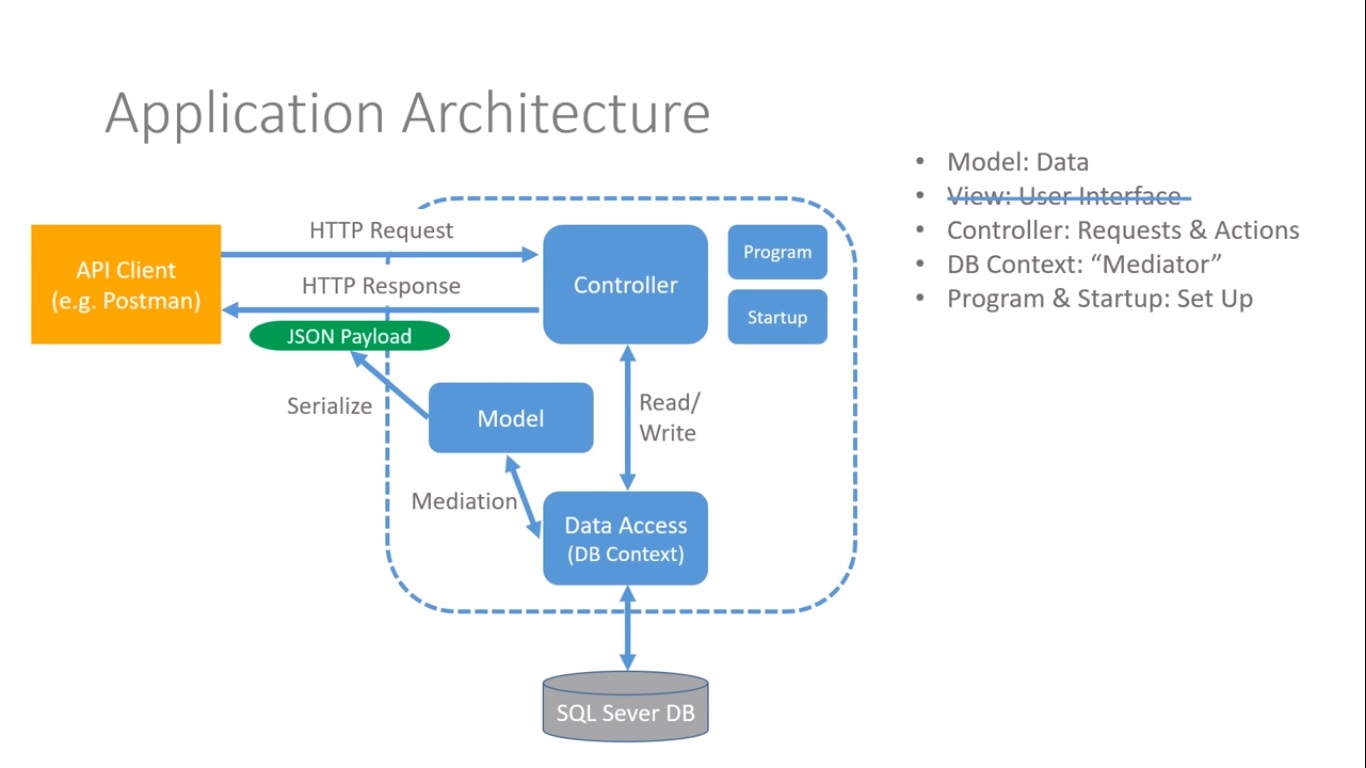 Application Architecture
• Model: Data
• View: User Interface
• Controller: Requests & Actions
• DB Context: “Mediator”
• Program & Startup: Set Up
API Client
(e.g. Postman)
HTTP Request
HTTP Response
JSON Payload
Controller
Program
Startup
Serialize
Model
Read/
Write
Mediation
Data Access
(DB Context)
SQL Sever DB